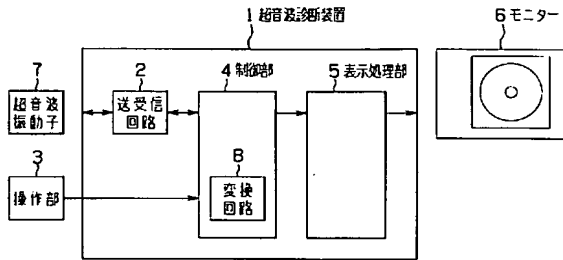 1 超音波診断装置
6 モニター
7
超音波
振動子
2
送受信
回路
4 制御部
5 表示処理部
3
操作部
8
変換
回路